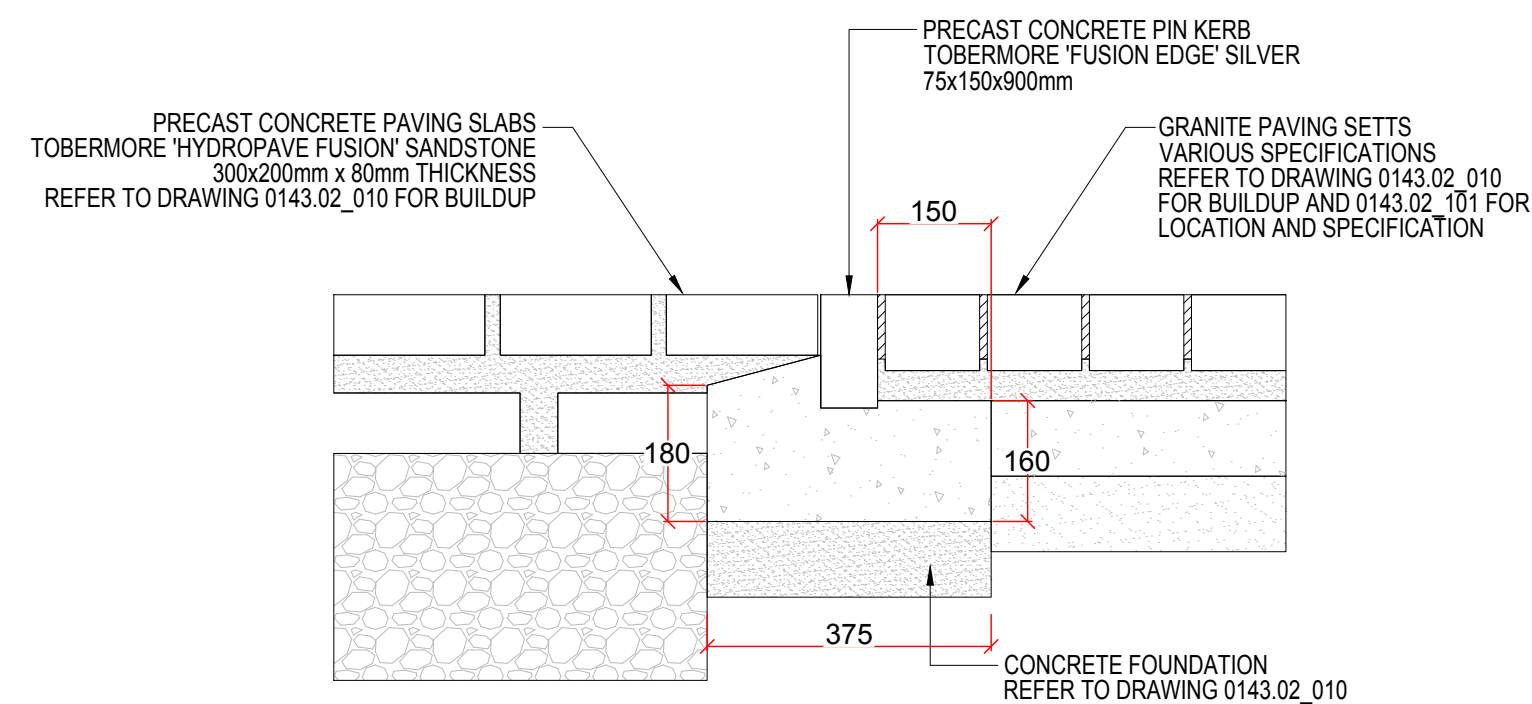 PRECAST CONCRETE PIN KERB
TOBERMORE 'FUSION EDGE' SILVER
75x150x900mm
PRECAST CONCRETE PAVING SLABS
TOBERMORE 'HYDROPAVE FUSION' SANDSTONE
300x200mm x 80mm THICKNESS
REFER TO DRAWING 0143.02_010 FOR BUILDUP
GRANITE PAVING SETTS
VARIOUS SPECIFICATIONS
REFER TO DRAWING 0143.02_010
FOR BUILDUP AND 0143.02_101 FOR
LOCATION AND SPECIFICATION
150
180
160
375
CONCRETE FOUNDATION
REFER TO DRAWING 0143.02_010